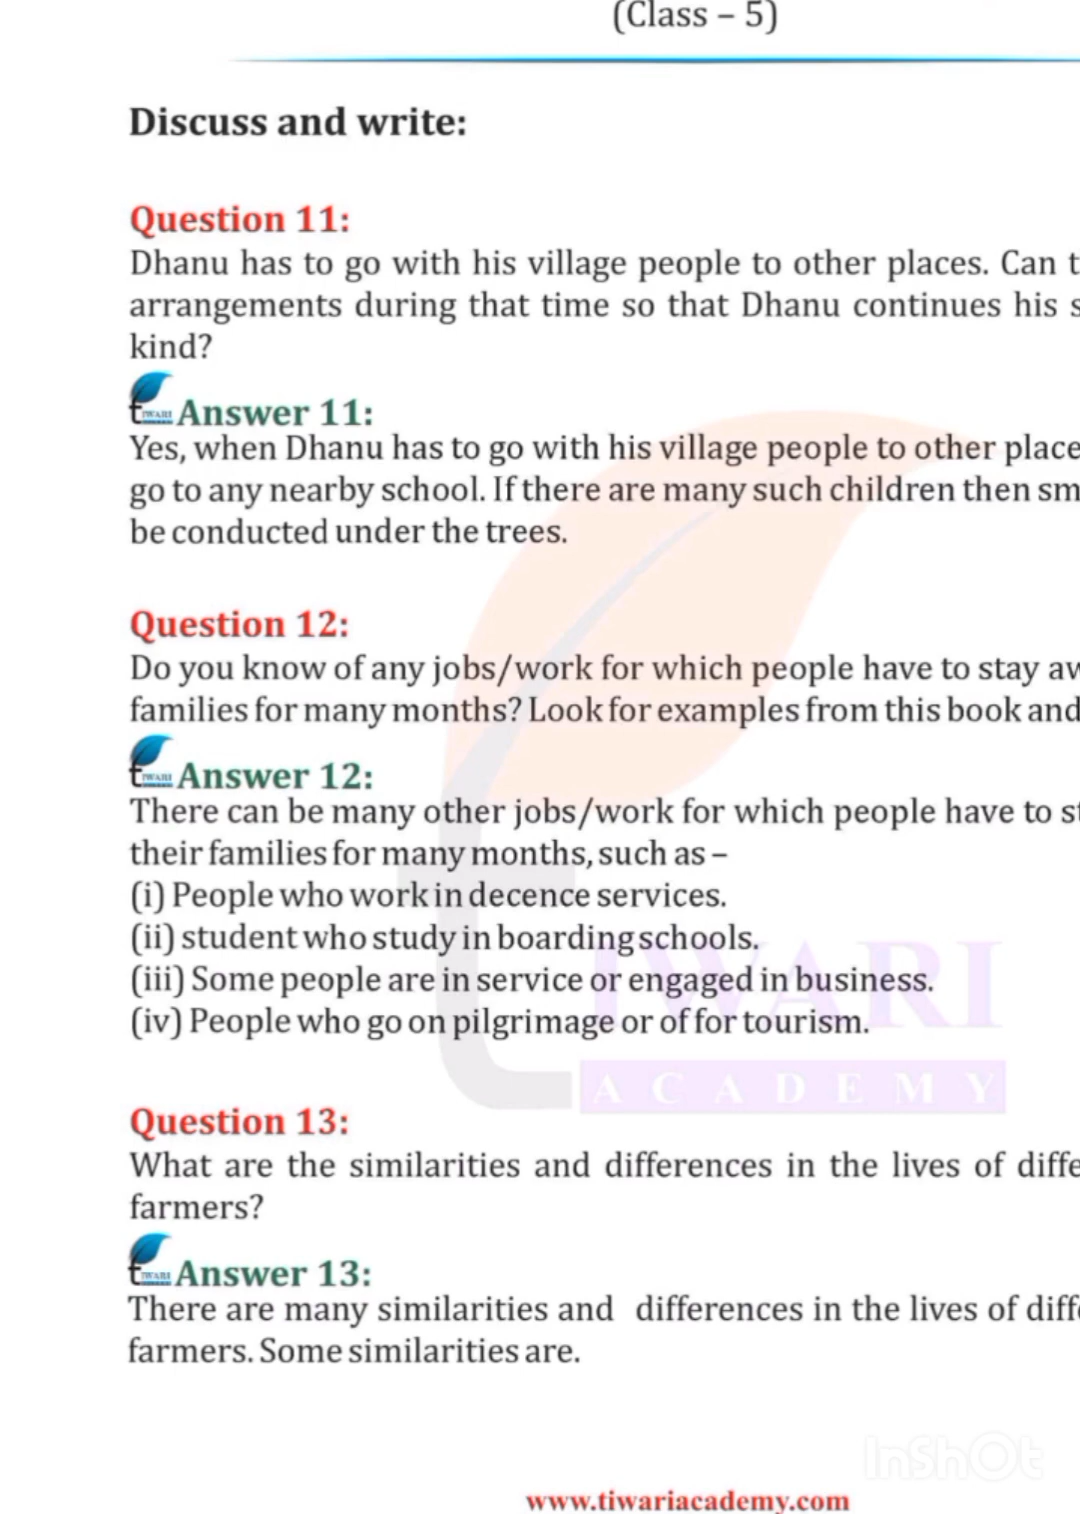 (Class – 5)
Discuss and write:
Question 11:
Dhanu has to go with his village people to other places. Can
arrangements during that time so that Dhanu continues his
kind?
TIWARI Answer 11:
Yes, when Dhanu has to go with his village people to other place
go to any nearby school. If there are many such children then sm
be conducted under the trees.
Question 12:
Do you know of any jobs/work for which people have to stay
families for many months? Look for examples from this book and
TIWARI Answer 12:
There can be many other jobs/work for which people have to st
their families for many months, such as –
(i) People who work in decence services.
(ii) student who study in boarding schools.
(iii) Some people are in service or engaged in business.
(iv) People who go on pilgrimage or of for tourism.
TIWARI
ACADEMY
Question 13:
What are the similarities and differences in the lives of diffe
farmers?
TIWARI Answer 13:
There are many similarities and differences in the lives of diff
farmers. Some similarities are.
InShOt
www.tiwariacademy.com